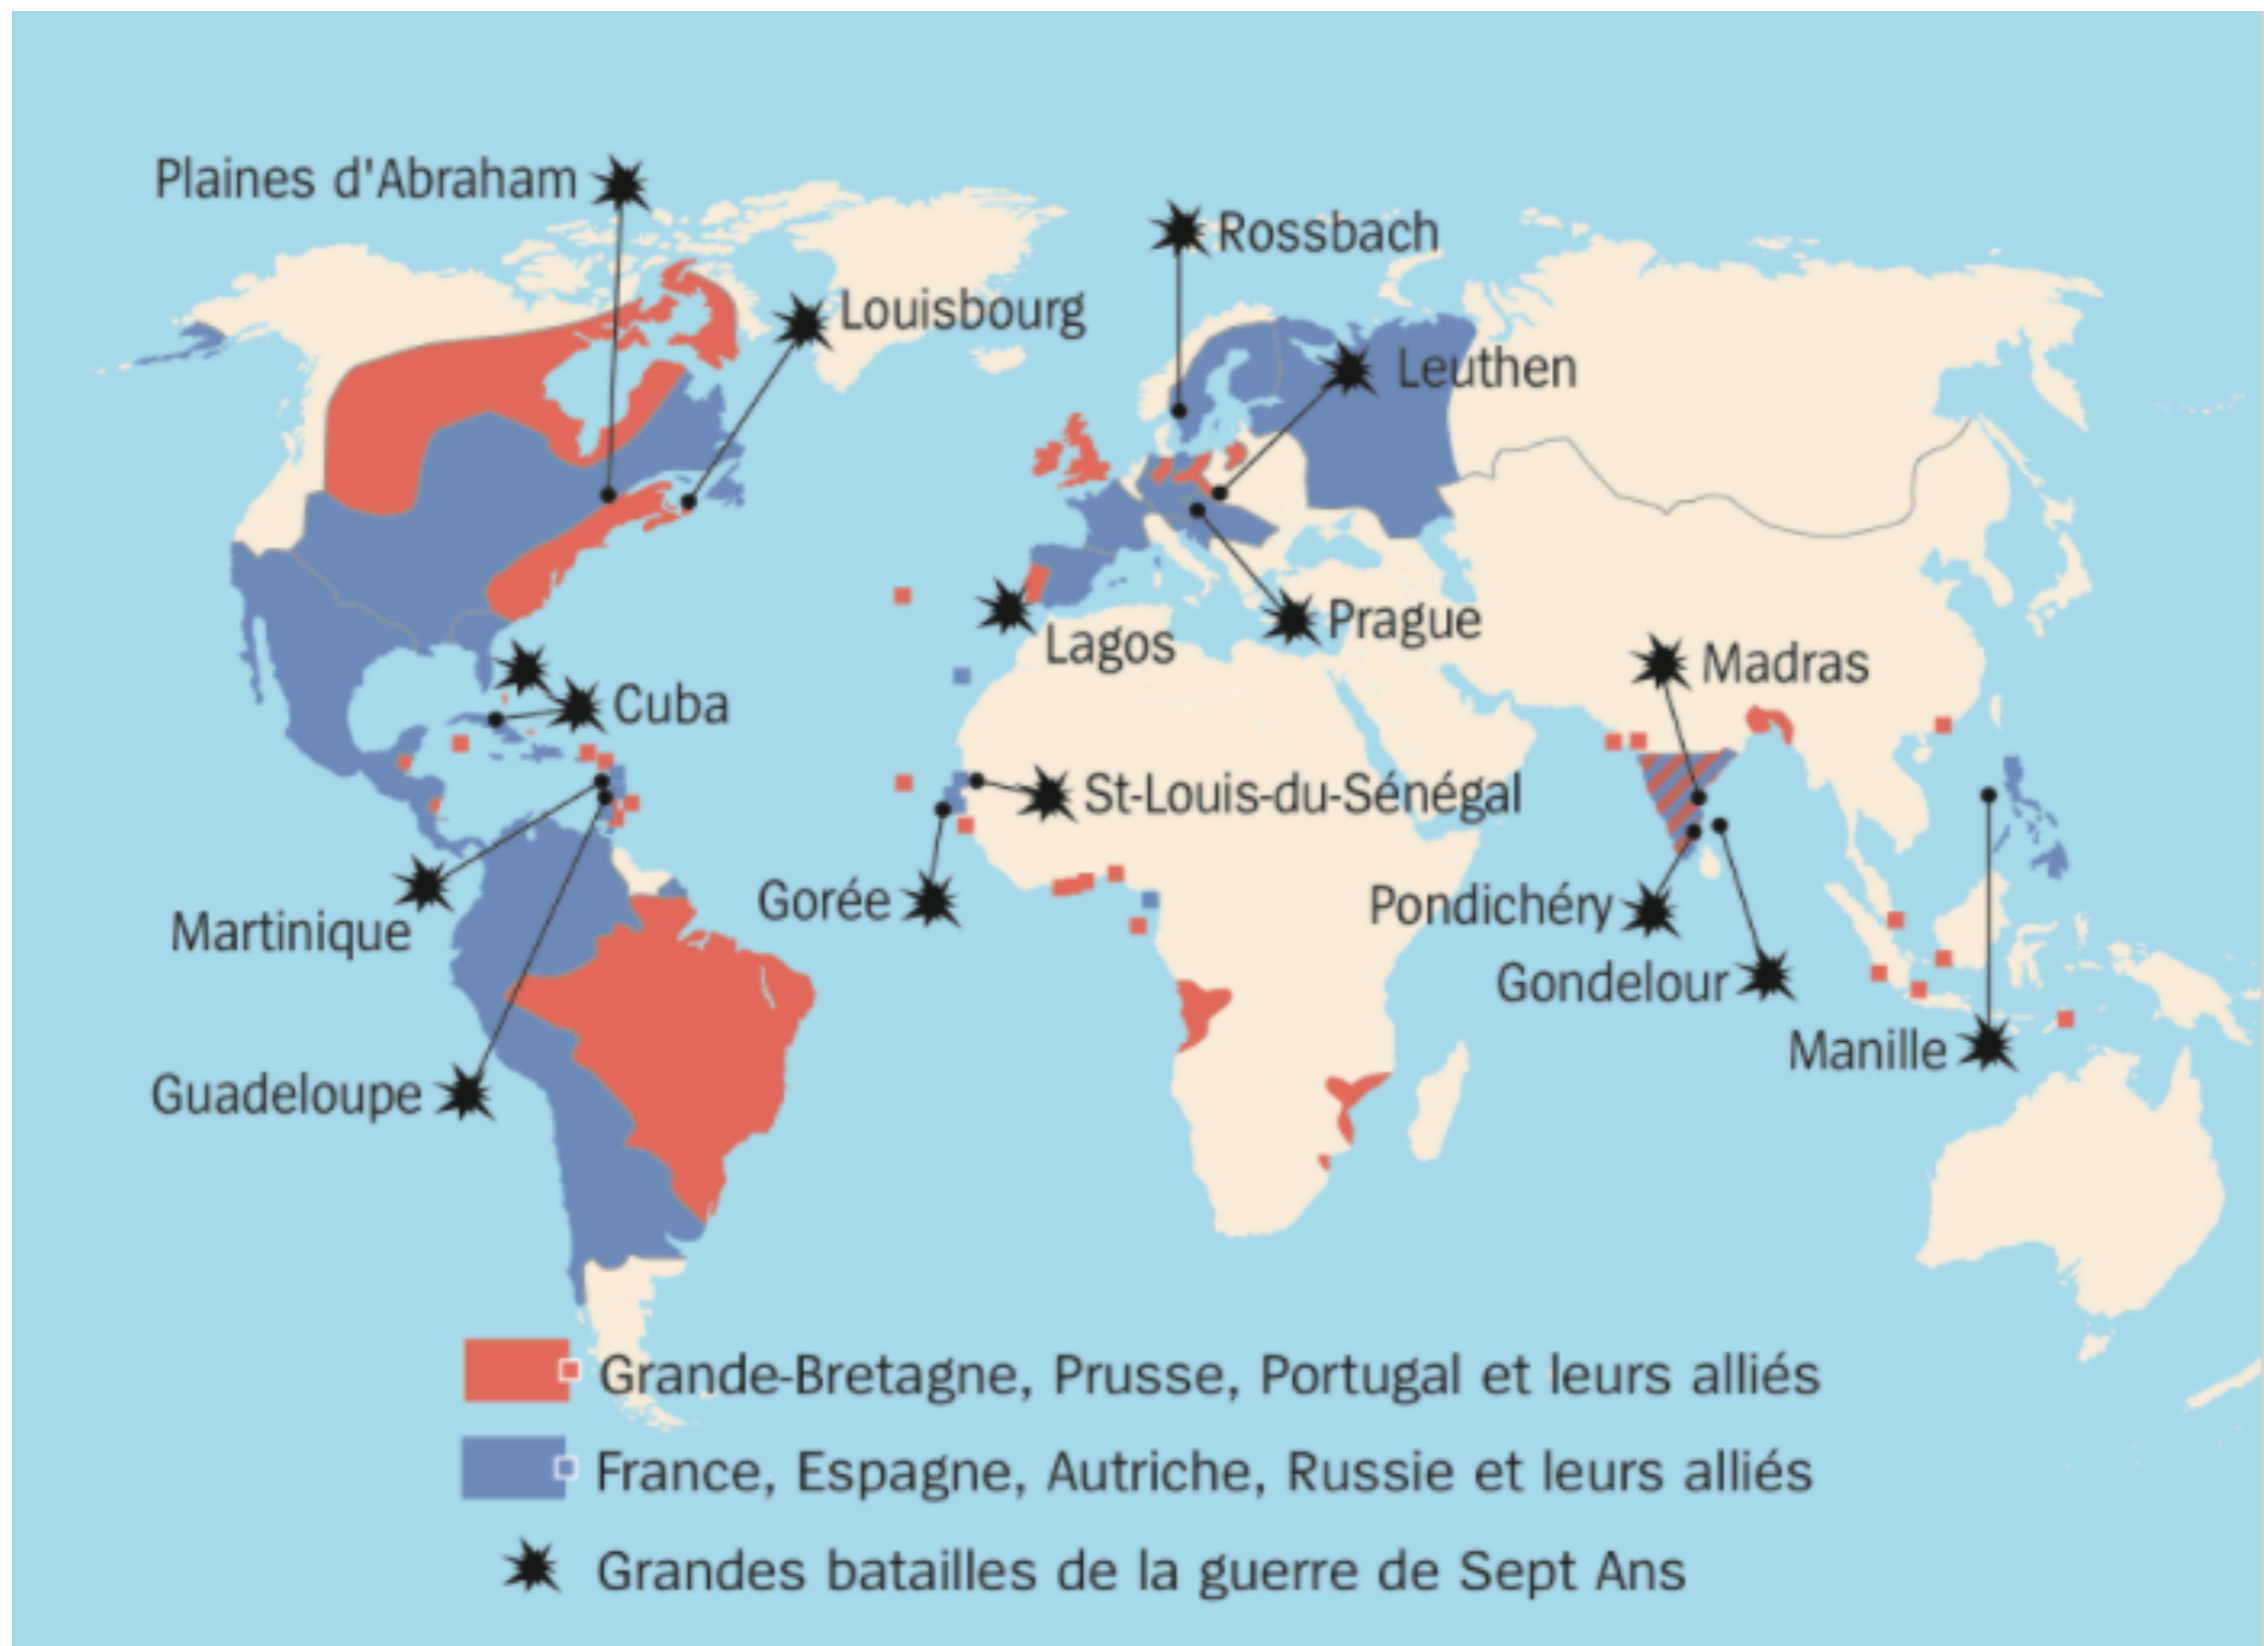 Plaines d'Abraham
Rossbach
Louisbourg
Leuthen
Prague
Lagos
Madras
Cuba
St-Louis-du-Sénégal
Gorée
Pondichéry
Martinique
Gondelour
Manille
Guadeloupe
Grande-Bretagne, Prusse, Portugal et leurs alliés
France, Espagne, Autriche, Russie et leurs alliés
Grandes batailles de la guerre de Sept Ans